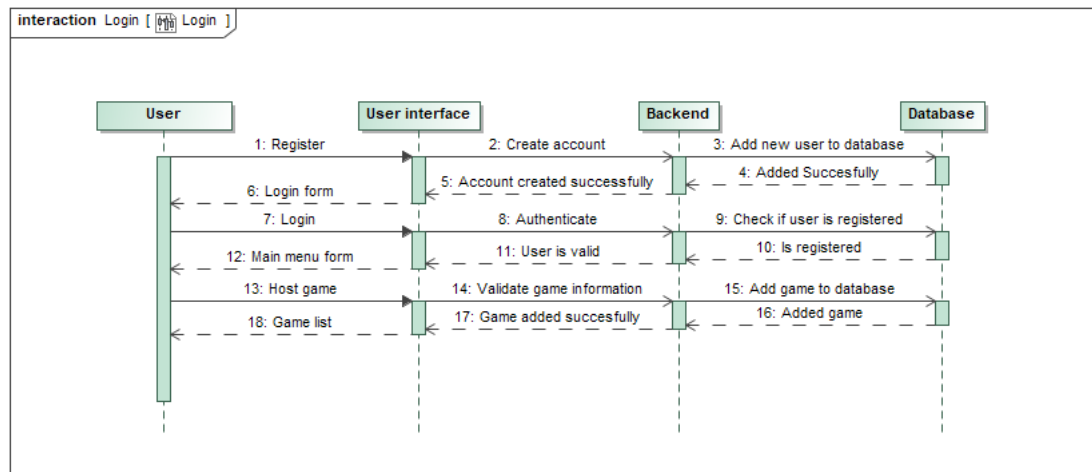 interaction Login [ Login ]
User
User interface
Backend
Database
1: Register
2: Create account
3: Add new user to database
4: Added Succesfully
5: Account created successfully
6: Login form
7: Login
8: Authenticate
9: Check if user is registered
10: Is registered
11: User is valid
12: Main menu form
13: Host game
14: Validate game information
15: Add game to database
16: Added game
17: Game added succesfully
18: Game list